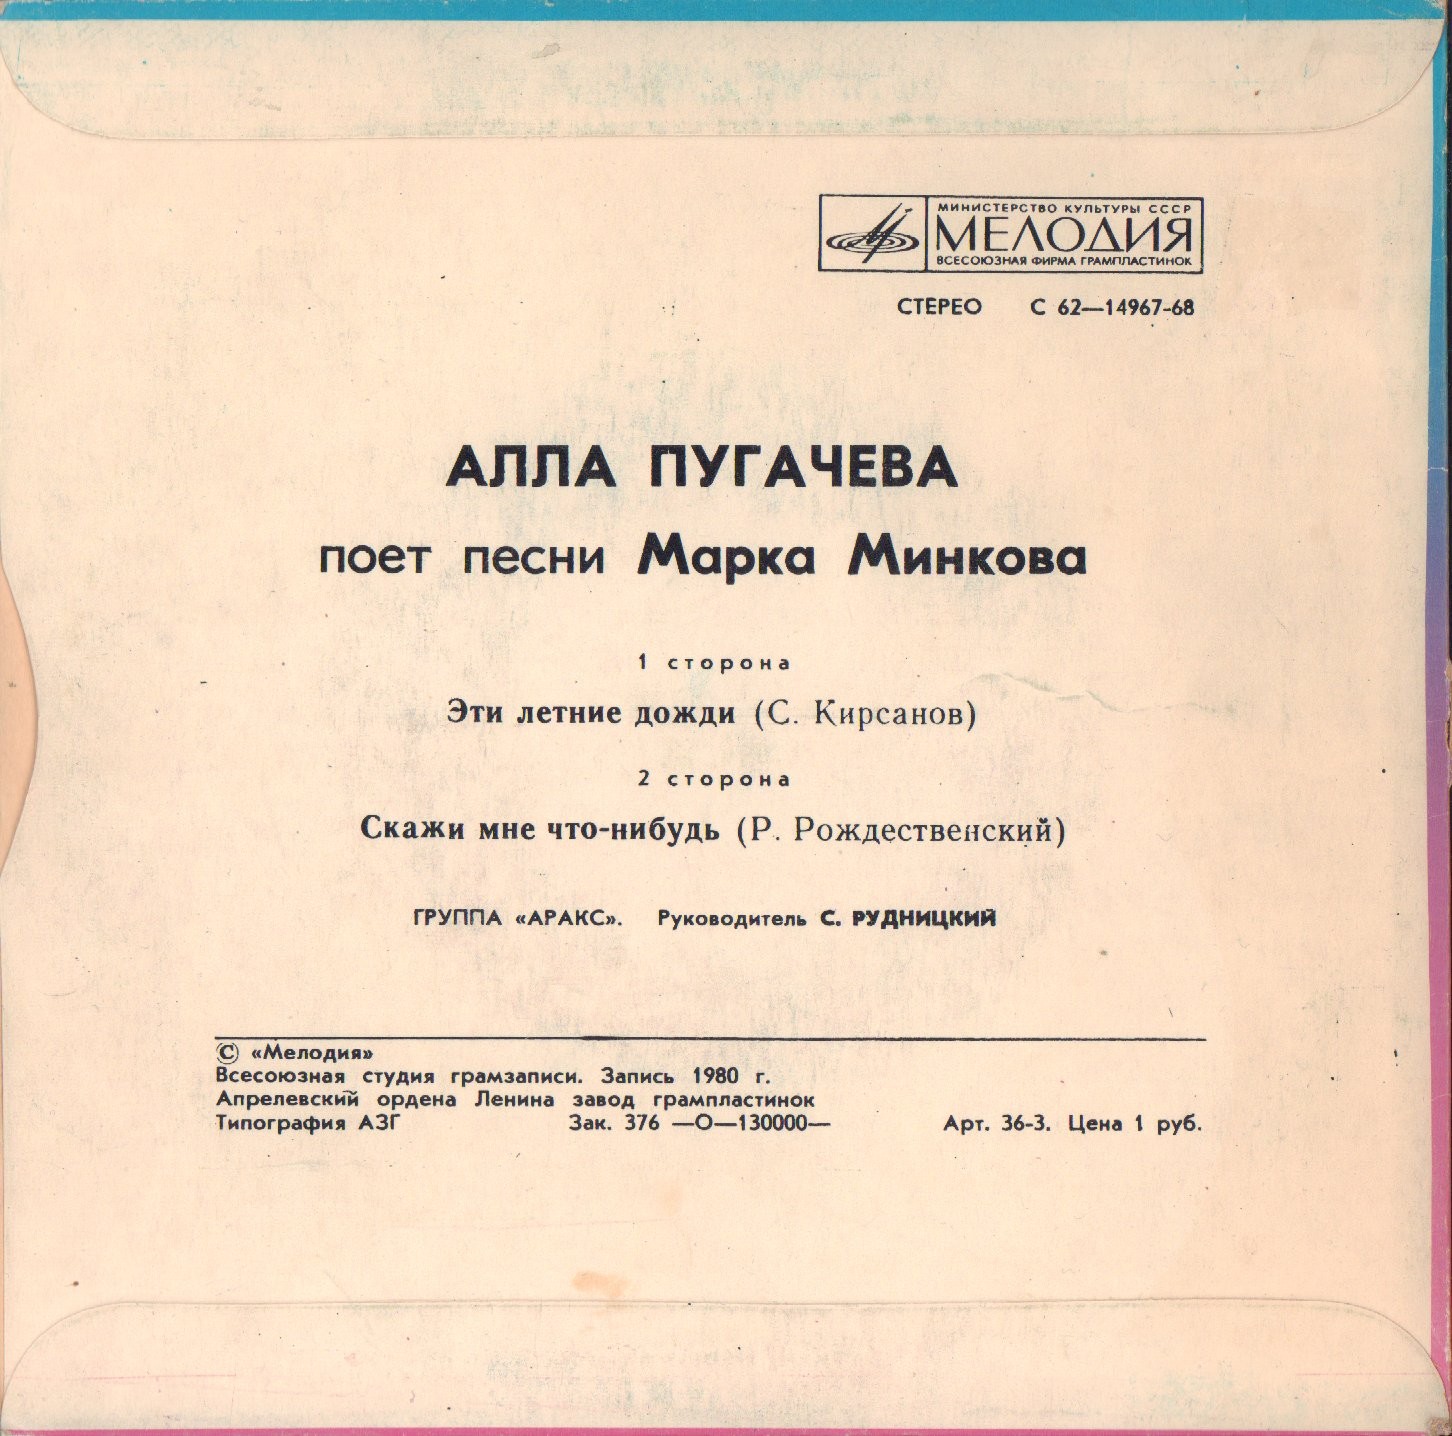 МИНИСТЕРСТВО КУЛЬТУРЫ СССР
МЕЛОДИЯ
ВСЕСОЮЗНАЯ ФИРМА ГРАМПЛАСТИНОК
СТЕРЕО С 62—14967-68
АЛЛА ПУГАЧЕВА
поет песни Марка Минкова
1 сторона
Эти летние дожди (С. Кирсанов)
2 сторона
Скажи мне что-нибудь (Р. Рождественский)
ГРУППА «АРАКС». Руководитель С. РУДНИЦКИЙ
© «Мелодия»
Всесоюзная студия грамзаписи. Запись 1980 г.
Апрелевский ордена Ленина завод грампластинок
Типография АЗГ Зак. 376 —О—130000— Арт. 36-3. Цена 1 руб.